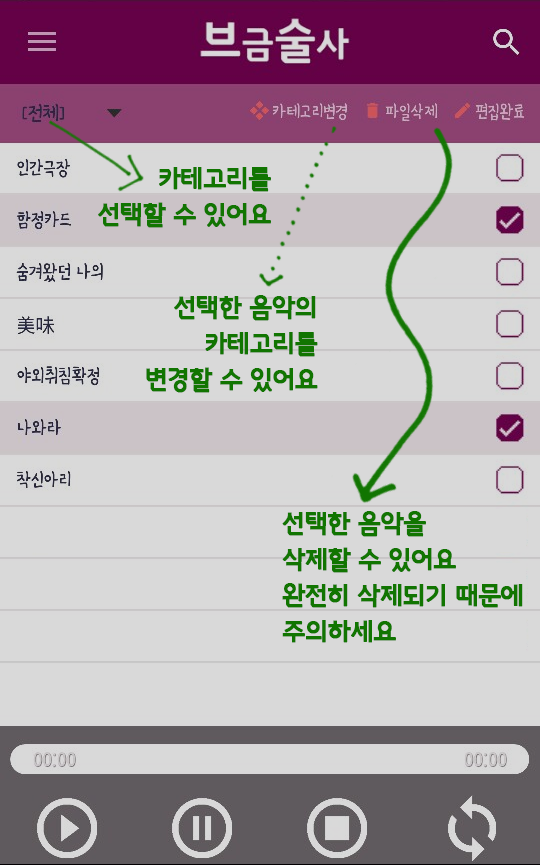 브금술사
[전체]
카테고리변경
파일삭제
편집완료
인간극장
함정카드
숨겨왔던 나의
美味
야외취침확정
나와라
착신아리
카테고리를
선택할 수 있어요
선택한 음악의
카테고리를
변경할 수 있어요
선택한 음악을
삭제할 수 있어요
완전히 삭제되기 때문에
주의하세요
00:00
00:00